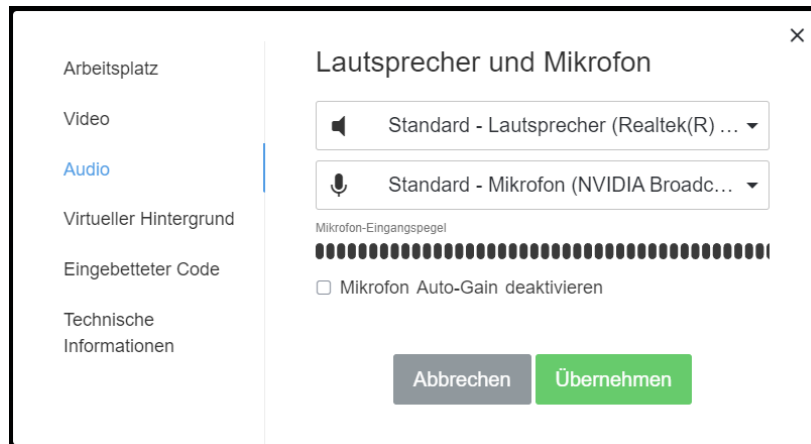 Arbeitsplatz
Video
Audio
Virtueller Hintergrund
Eingebetteter Code
Technische
Informationen
Lautsprecher und Mikrofon
Standard - Lautsprecher (Realtek(R) ...
Standard - Mikrofon (NVIDIA Broadc...
Mikrofon-Eingangspegel
Mikrofon Auto-Gain deaktivieren
Abbrechen
Übernehmen